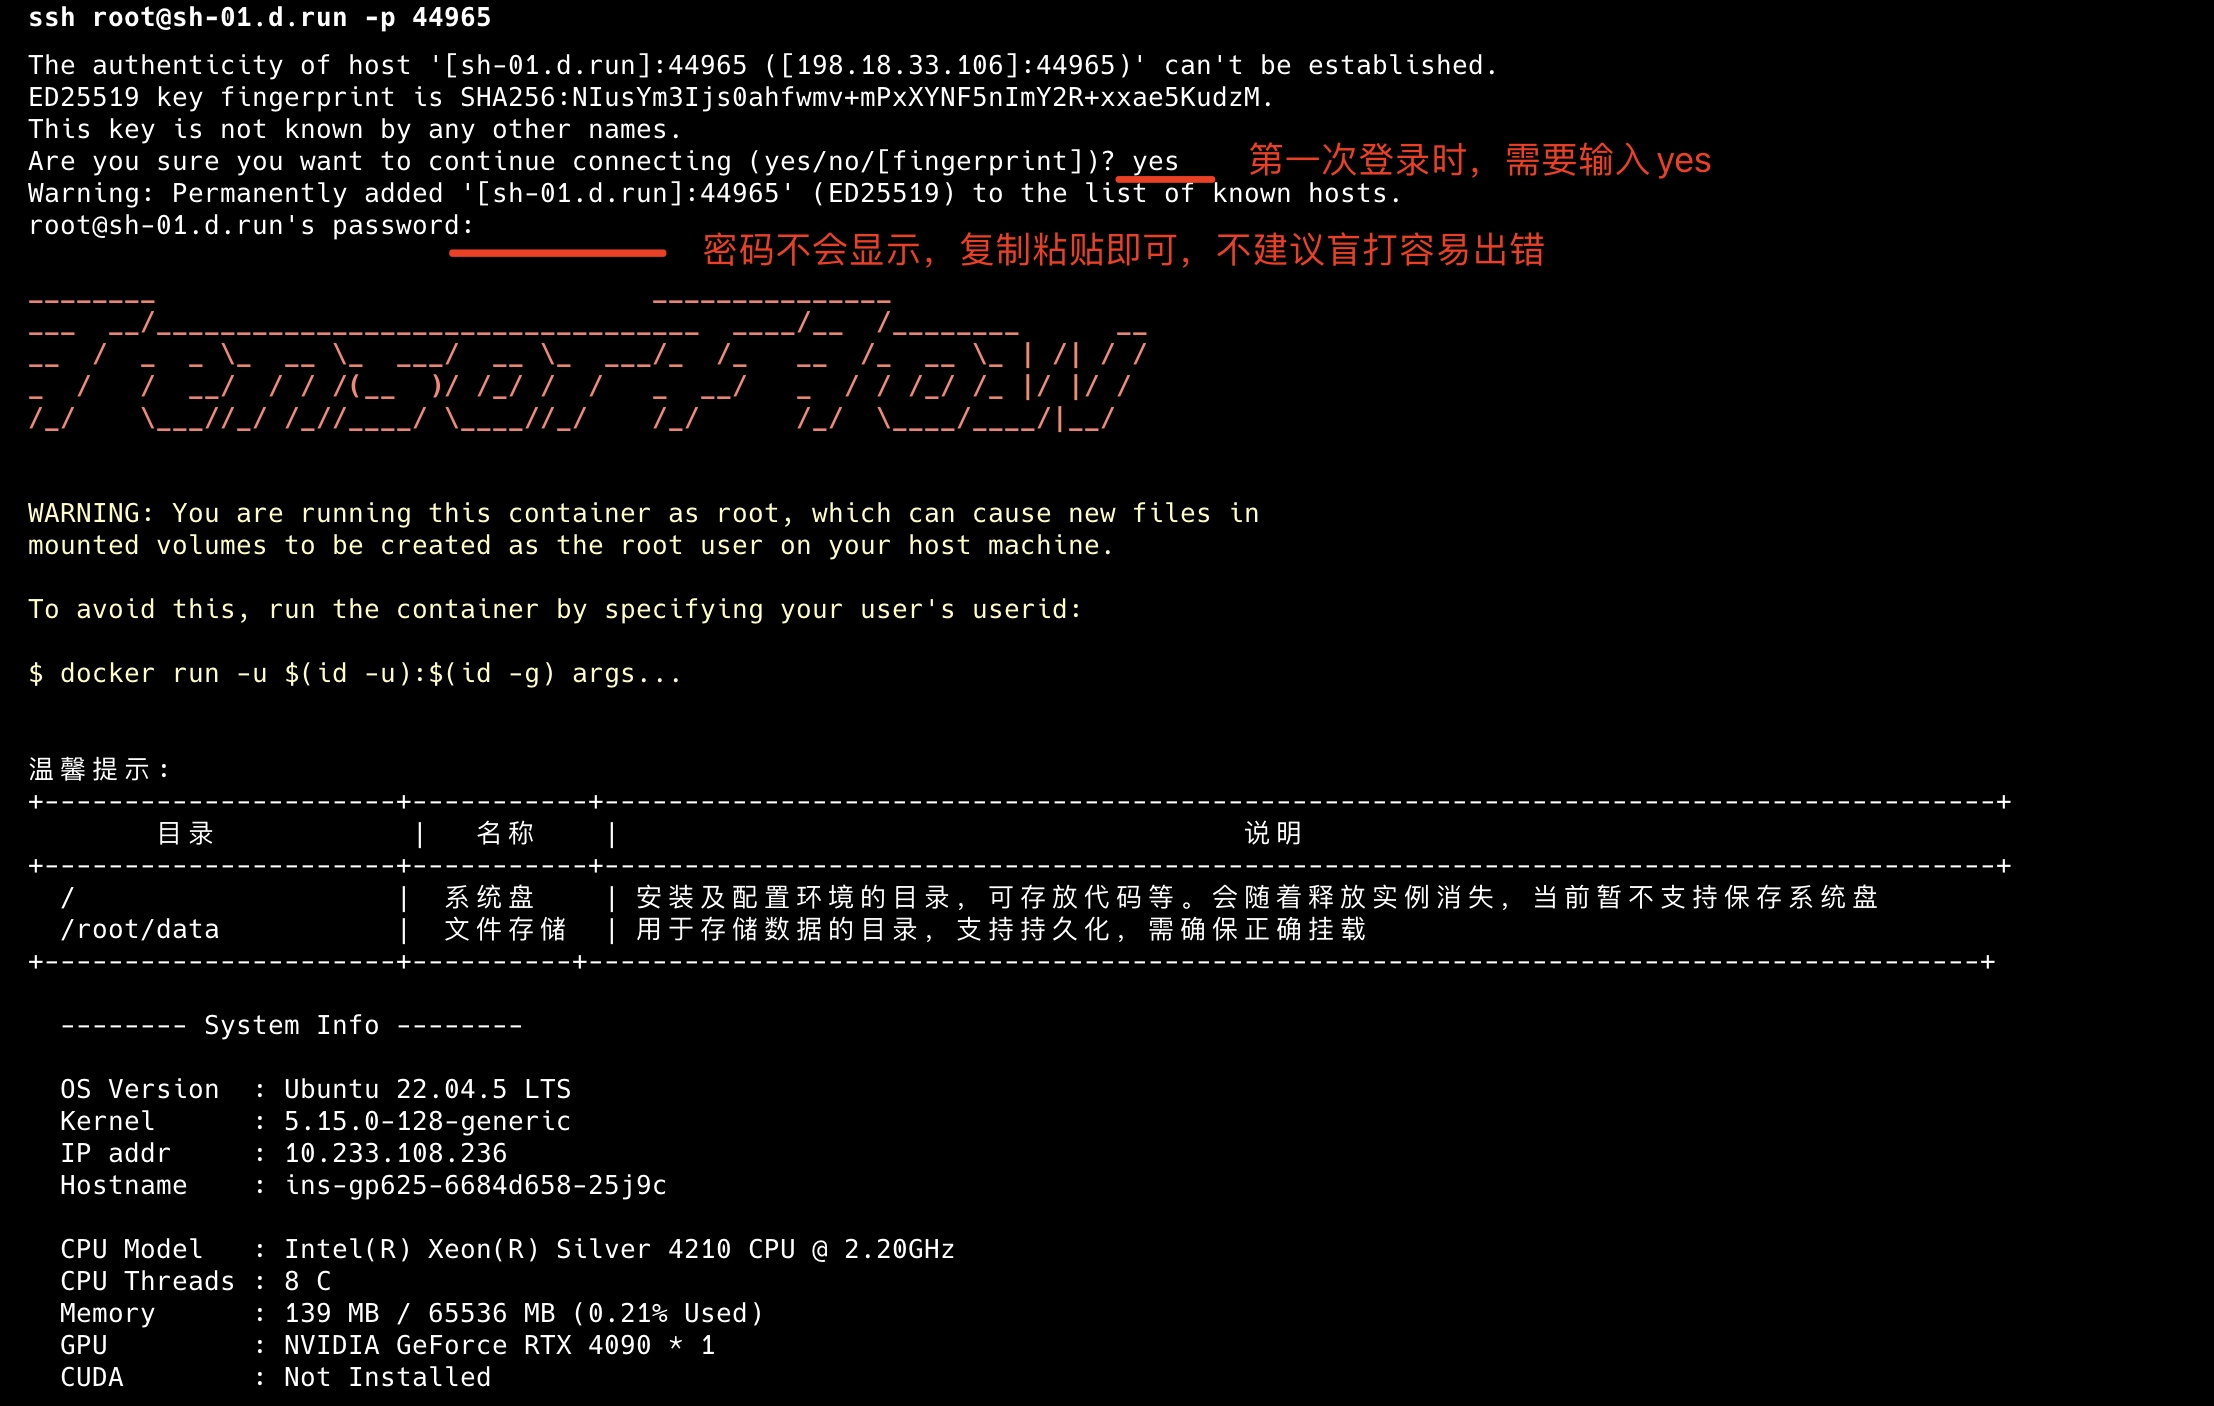 ssh root@sh-01.d.run -p 44965
The authenticity of host '[sh-01.d.run]:44965 ([198.18.33.106]:44965)' can't be established.
ED25519 key fingerprint is SHA256:NIusYm3Ijs0ahfwmv+mPxXYNF5nImY2R+xxae5KudzM.
This key is not known by any other names.
Are you sure you want to continue connecting (yes/no/[fingerprint])? yes 第一次登录时，需要输入 yes
Warning: Permanently added '[sh-01.d.run]:44965' (ED25519) to the list of known hosts.
root@sh-01.d.run's password:
密码不会显示，复制粘贴即可，不建议盲打容易出错
TensorFlow
WARNING: You are running this container as root, which can cause new files in
mounted volumes to be created as the root user on your host machine.
To avoid this, run the container by specifying your user's userid:
$ docker run -u $(id -u):$(id -g) args...
温馨提示:
目录 | 名称 | 说明
/ | 系统盘 | 安装及配置环境的目录，可存放代码等。会随着释放实例消失，当前暂不支持保存系统盘
/root/data | 文件存储 | 用于存储数据的目录，支持持久化，需确保正确挂载
-------- System Info --------
OS Version : Ubuntu 22.04.5 LTS
Kernel : 5.15.0-128-generic
IP addr : 10.233.108.236
Hostname : ins-gp625-6684d658-25j9c
CPU Model : Intel(R) Xeon(R) Silver 4210 CPU @ 2.20GHz
CPU Threads : 8 C
Memory : 139 MB / 65536 MB (0.21% Used)
GPU : NVIDIA GeForce RTX 4090 * 1
CUDA : Not Installed